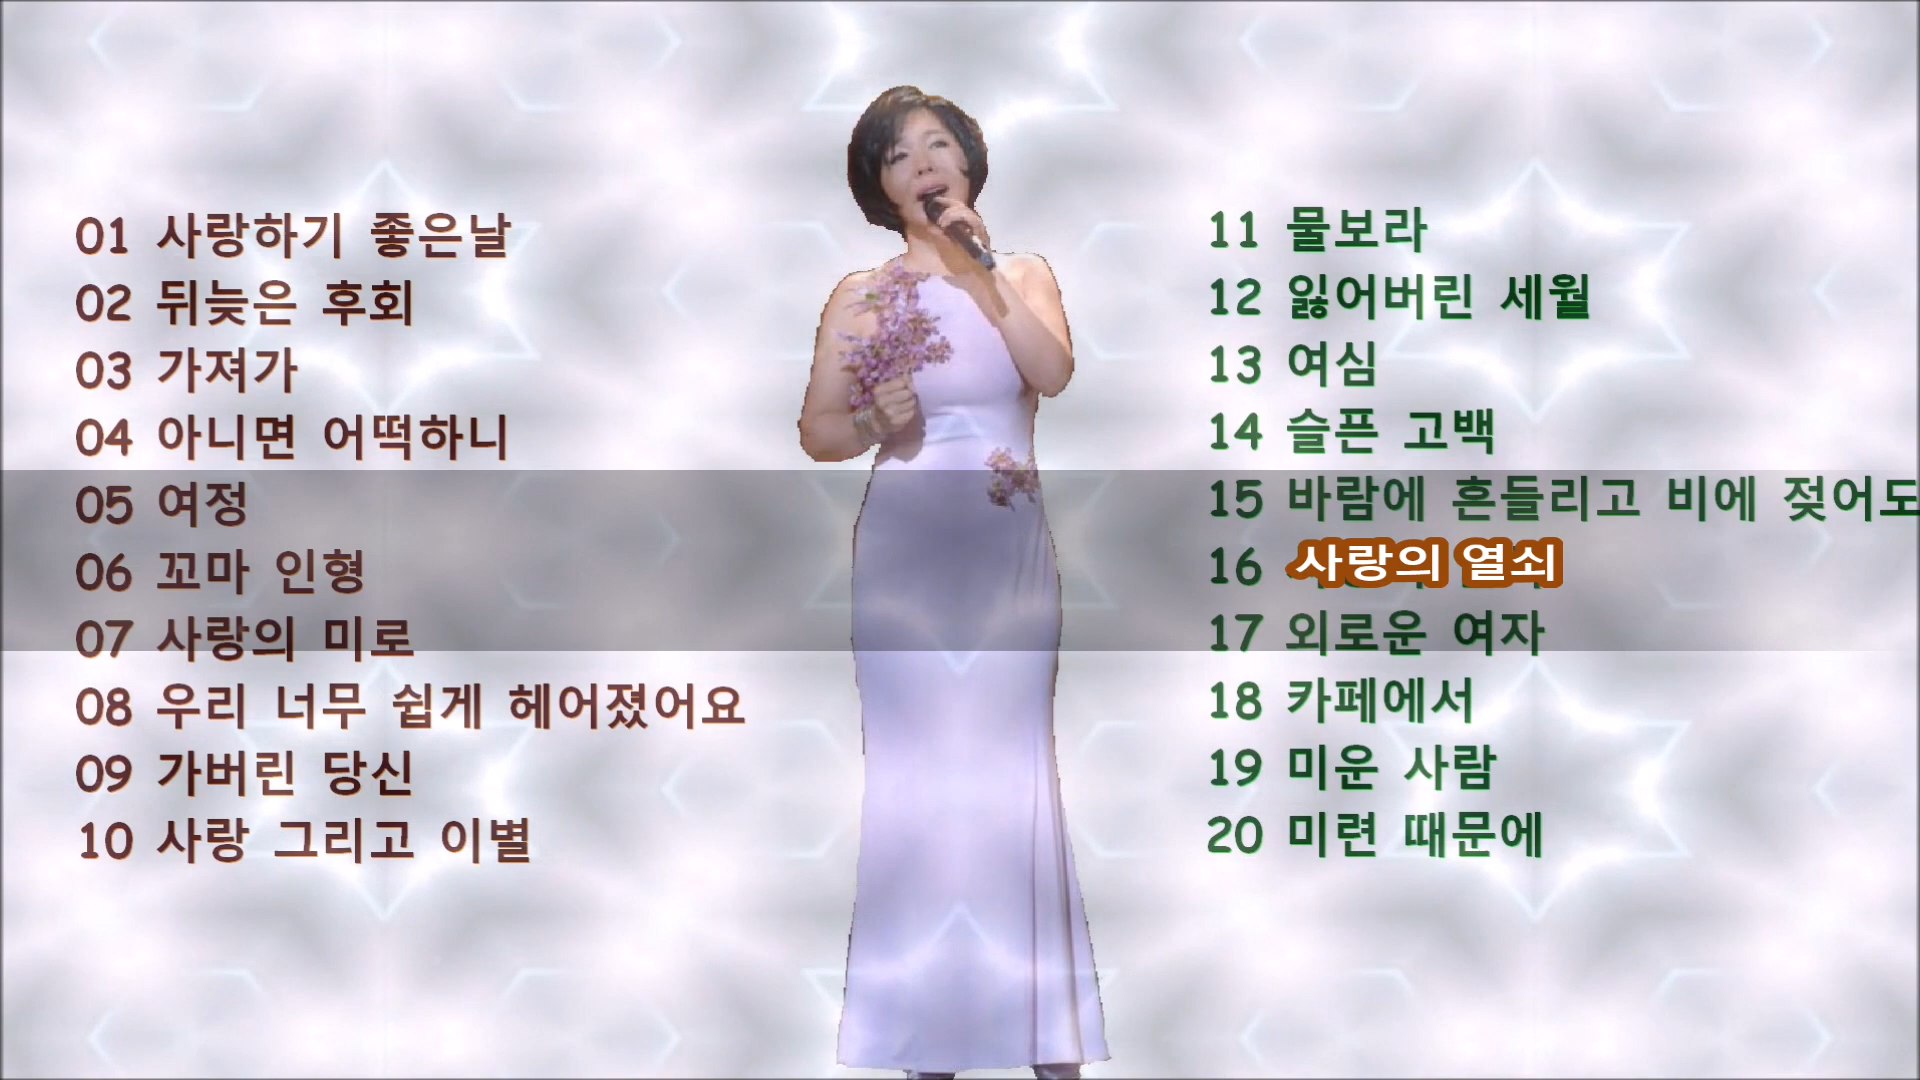 01 사랑하기 좋은날
02 뒤늦은 후회
03 가져가
04 아니면 어떡하니
05 여정
06 꼬마 인형
07 사랑의 미로
08 우리 너무 쉽게 헤어졌어요
09 가버린 당신
10 사랑 그리고 이별
11 물보라
12 잃어버린 세월
13 여심
14 슬픈 고백
15 바람에 흔들리고 비에 젖어도
16 사랑의 열쇠
17 외로운 여자
18 카페에서
19 미운 사람
20 미련 때문에